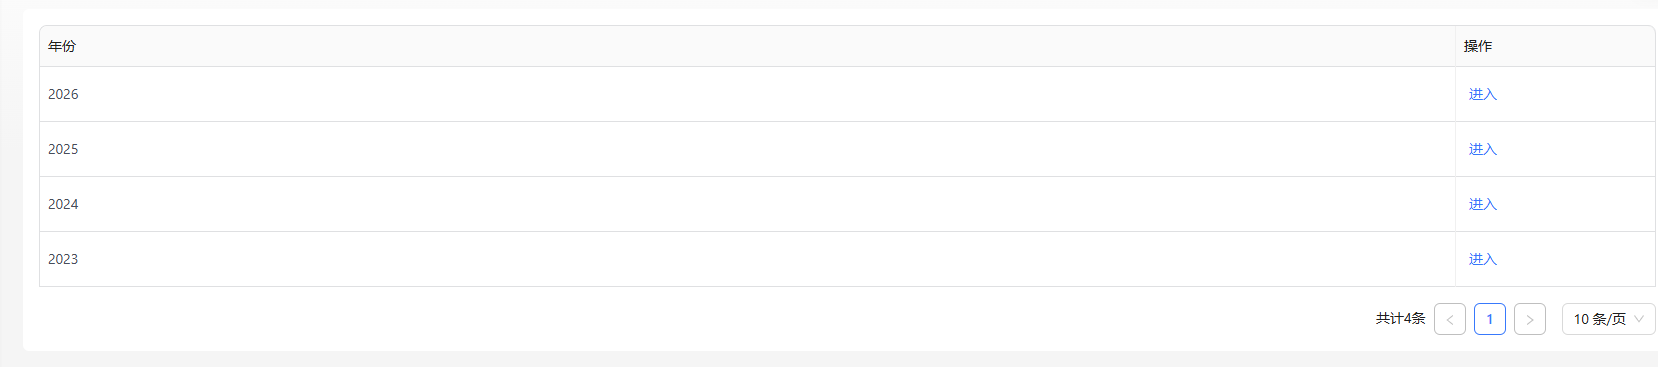 年份 操作
2026 进入
2025 进入
2024 进入
2023 进入
共计4条 < 1 > 10 条/页